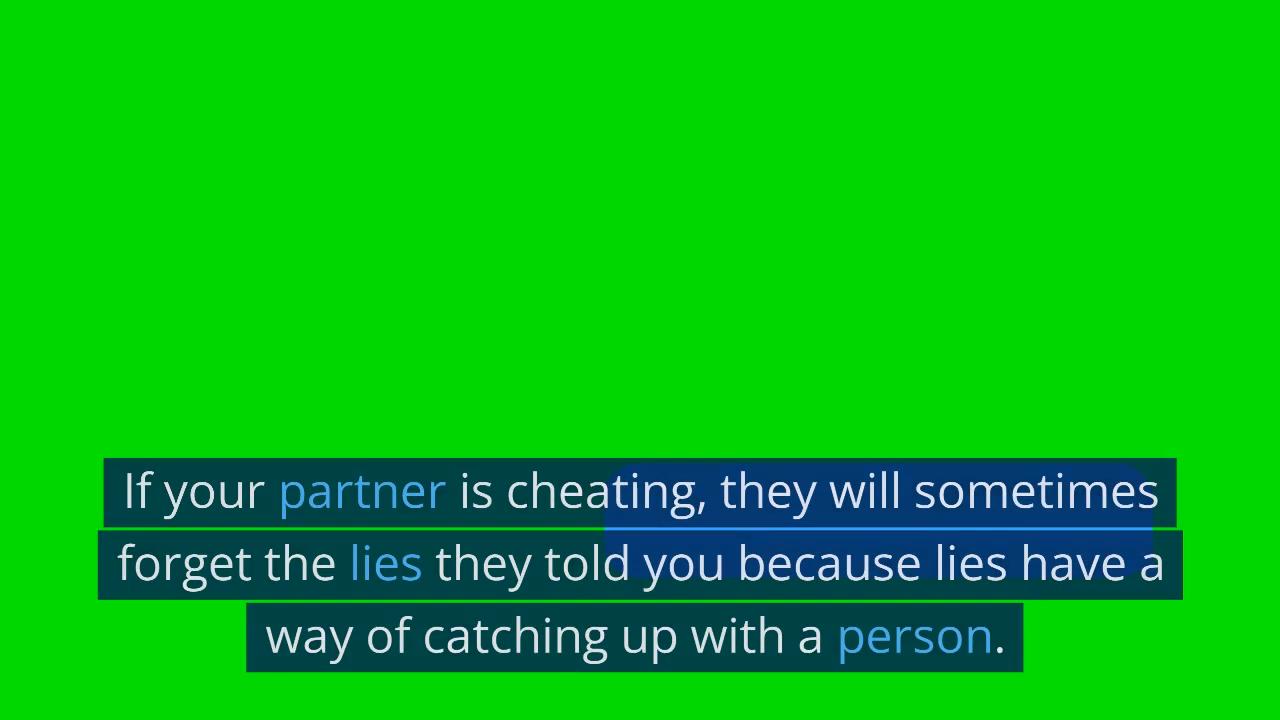 If your partner is cheating, they will sometimes
forget the lies they told you because lies have a
way of catching up with a person.